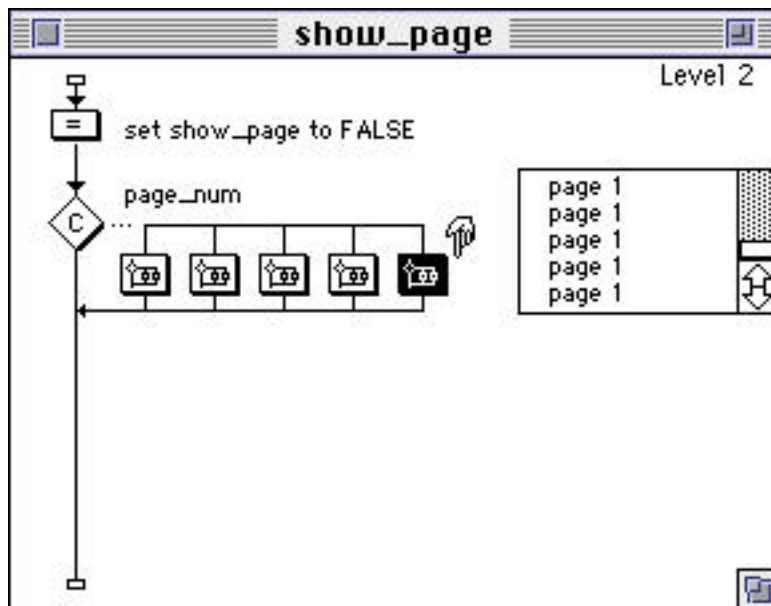 show_page
Level 2
=
set show_page to FALSE
page_num
C
page 1
page 1
page 1
page 1
page 1